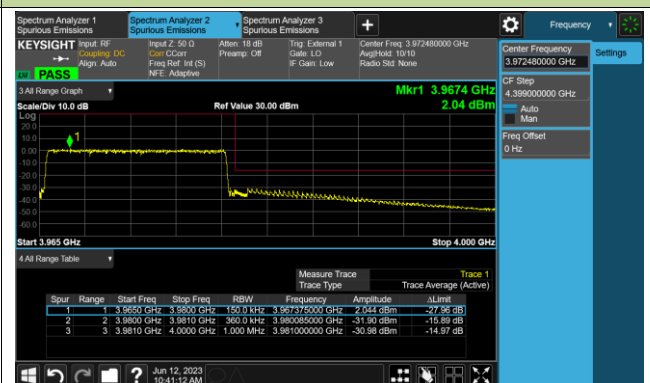 Spectrum Analyzer 1
Spurious Emissions
Spectrum Analyzer 2
Spurious Emissions
Spectrum Analyzer 3
Spurious Emissions
Frequency
KEYSIGHT
Input: RF
Coupling: DC
Align: Auto
Input Z: 50 Ω
Corr CCorr
Freq Ref: Int (S)
NFE: Adaptive
Atten: 18 dB
Preamp: Off
Trig: External 1
Gate: LO
IF Gain: Low
Center Freq: 3.972480000 GHz
Avg|Hold: 10/10
Radio Std: None
PASS
Center Frequency
3.972480000 GHz
Settings
CF Step
4.399000000 GHz
Auto
Man
Freq Offset
0 Hz
3 All Range Graph
Mkr1 3.9674 GHz
Scale/Div 10.0 dB
Ref Value 30.00 dBm
2.04 dBm
Log
20.0
10.0
0.00
-10.0
-20.0
-30.0
-40.0
-50.0
-60.0
1
Start 3.965 GHz
Stop 4.000 GHz
4 All Range Table
Measure Trace Trace 1
Trace Type Trace Average (Active)
Spur Range Start Freq Stop Freq RBW Frequency Amplitude ΔLimit
1 1 3.9650 GHz 3.9800 GHz 150.0 kHz 3.967375000 GHz 2.044 dBm -27.96 dB
2 2 3.9800 GHz 3.9810 GHz 360.0 kHz 3.980085000 GHz -31.90 dBm -15.89 dB
3 3 3.9810 GHz 4.0000 GHz 1.000 MHz 3.981000000 GHz -30.98 dBm -14.97 dB
Jun 12, 2023
10:41:12 AM